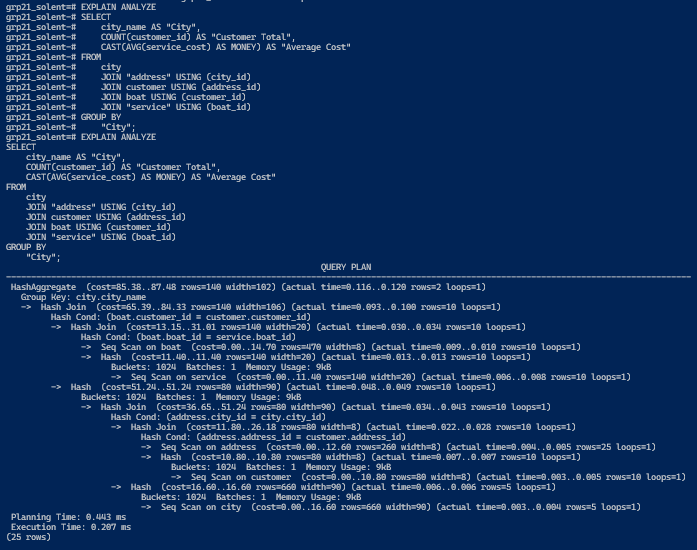 grp21_solent=# EXPLAIN ANALYZE
grp21_solent-# SELECT
grp21_solent-#     city_name AS "City",
grp21_solent-#     COUNT(customer_id) AS "Customer Total",
grp21_solent-#     CAST(AVG(service_cost) AS MONEY) AS "Average Cost"
grp21_solent-# FROM
grp21_solent-#     city
grp21_solent-#     JOIN "address" USING (city_id)
grp21_solent-#     JOIN customer USING (address_id)
grp21_solent-#     JOIN boat USING (customer_id)
grp21_solent-#     JOIN "service" USING (boat_id)
grp21_solent-# GROUP BY
grp21_solent-#     "City";
grp21_solent=# EXPLAIN ANALYZE
SELECT
    city_name AS "City",
    COUNT(customer_id) AS "Customer Total",
    CAST(AVG(service_cost) AS MONEY) AS "Average Cost"
FROM
    city
    JOIN "address" USING (city_id)
    JOIN customer USING (address_id)
    JOIN boat USING (customer_id)
    JOIN "service" USING (boat_id)
GROUP BY
    "City";
QUERY PLAN
HashAggregate  (cost=85.38..87.48 rows=140 width=102) (actual time=0.116..0.120 rows=2 loops=1)
  Group Key: city.city_name
  ->  Hash Join  (cost=65.39..84.33 rows=140 width=106) (actual time=0.093..0.100 rows=10 loops=1)
        Hash Cond: (boat.customer_id = customer.customer_id)
        ->  Hash Join  (cost=13.15..31.01 rows=140 width=20) (actual time=0.030..0.034 rows=10 loops=1)
              Hash Cond: (boat.boat_id = service.boat_id)
              ->  Seq Scan on boat  (cost=0.00..14.70 rows=470 width=8) (actual time=0.009..0.010 rows=10 loops=1)
              ->  Hash  (cost=11.40..11.40 rows=140 width=20) (actual time=0.013..0.013 rows=10 loops=1)
                    Buckets: 1024  Batches: 1  Memory Usage: 9kB
                    ->  Seq Scan on service  (cost=0.00..11.40 rows=140 width=20) (actual time=0.006..0.008 rows=10 loops=1)
        ->  Hash  (cost=51.24..51.24 rows=80 width=90) (actual time=0.048..0.049 rows=10 loops=1)
              Buckets: 1024  Batches: 1  Memory Usage: 9kB
              ->  Hash Join  (cost=36.65..51.24 rows=80 width=90) (actual time=0.034..0.043 rows=10 loops=1)
                    Hash Cond: (address.city_id = city.city_id)
                    ->  Hash Join  (cost=11.80..26.18 rows=80 width=8) (actual time=0.022..0.028 rows=10 loops=1)
                          Hash Cond: (address.address_id = customer.address_id)
                          ->  Seq Scan on address  (cost=0.00..12.60 rows=260 width=8) (actual time=0.004..0.005 rows=25 loops=1)
                          ->  Hash  (cost=10.80..10.80 rows=80 width=8) (actual time=0.007..0.007 rows=10 loops=1)
                                Buckets: 1024  Batches: 1  Memory Usage: 9kB
                                ->  Seq Scan on customer  (cost=0.00..10.80 rows=80 width=8) (actual time=0.003..0.005 rows=10 loops=1)
                    ->  Hash  (cost=16.60..16.60 rows=660 width=90) (actual time=0.006..0.006 rows=5 loops=1)
                          Buckets: 1024  Batches: 1  Memory Usage: 9kB
                          ->  Seq Scan on city  (cost=0.00..16.60 rows=660 width=90) (actual time=0.003..0.004 rows=5 loops=1)
Planning Time: 0.443 ms
Execution Time: 0.207 ms
(25 rows)